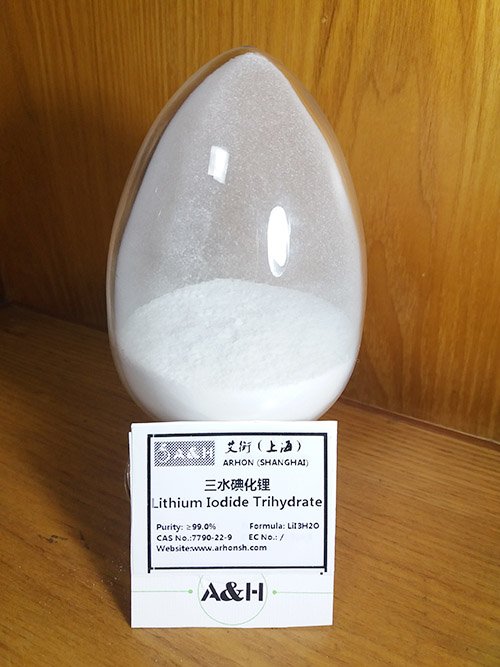 A&H
艾衡（上海）
ARHON (SHANGHAI)
三水碘化锂
Lithium Iodide Trihydrate
Purity: ≥99.0% Formula: LiI3H2O
CAS No.:7790-22-9 EC No.: /
Website:www.arhonsh.com
A&H